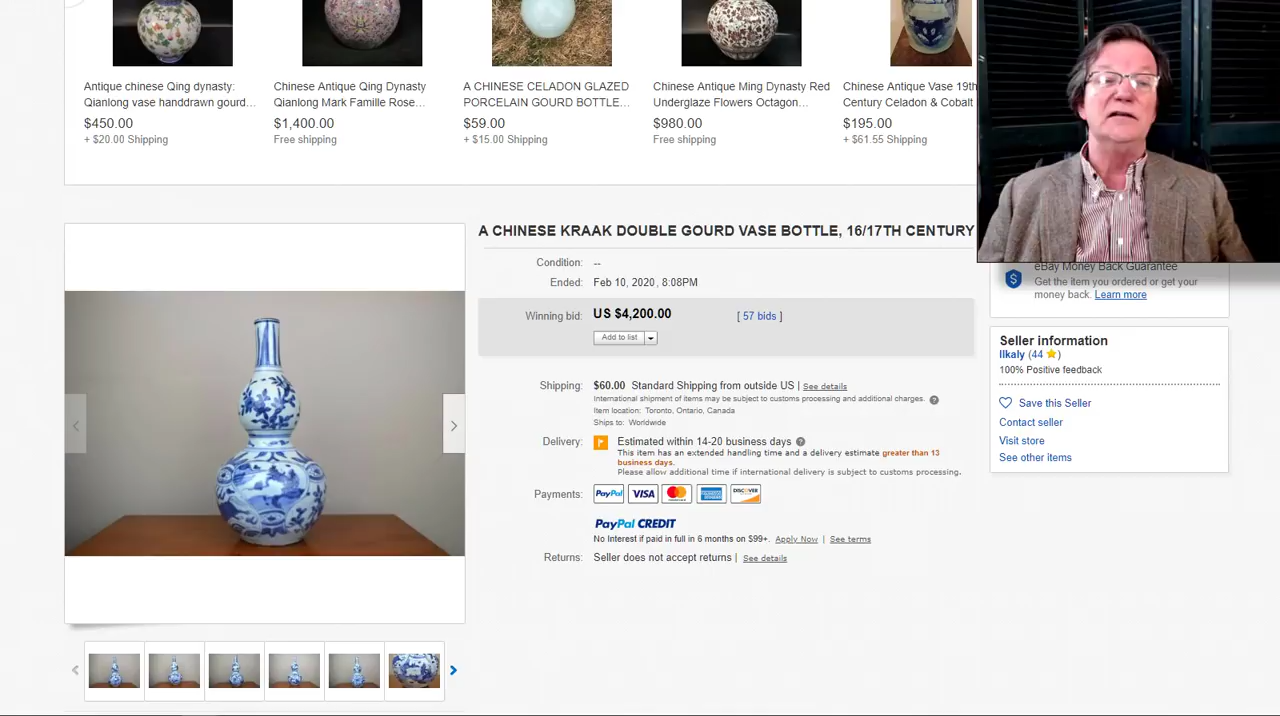 Antique chinese Qing dynasty:
Qianlong vase handdrawn gourd...
$450.00
+ $20.00 Shipping
Chinese Antique Qing Dynasty
Qianlong Mark Famille Rose...
$1,400.00
Free shipping
A CHINESE CELADON GLAZED
PORCELAIN GOURD BOTTLE...
$59.00
+ $15.00 Shipping
Chinese Antique Ming Dynasty Red
Underglaze Flowers Octagon...
$980.00
Free shipping
Chinese Antique Vase 19th
Century Celadon & Cobalt
$195.00
+ $61.55 Shipping
A CHINESE KRAAK DOUBLE GOURD VASE BOTTLE, 16/17TH CENTURY
Condition: --
Ended: Feb 10, 2020 , 8:08PM
Winning bid: US $4,200.00 [ 57 bids ]
Add to list
Shipping: $60.00 Standard Shipping from outside US | See details
International shipment of items may be subject to customs processing and additional charges. ?
Item location: Toronto, Ontario, Canada
Ships to: Worldwide
Delivery: Estimated within 14-20 business days ?
This item has an extended handling time and a delivery estimate greater than 13
business days.
Please allow additional time if international delivery is subject to customs processing.
Payments: PayPal VISA MasterCard AMERICAN EXPRESS DISCOVER
PayPal CREDIT
No Interest if paid in full in 6 months on $99+. Apply Now | See terms
Returns: Seller does not accept returns | See details
eBay Money Back Guarantee
Get the item you ordered or get your
money back. Learn more
Seller information
llkaly (44 )
100% Positive feedback
Save this Seller
Contact seller
Visit store
See other items